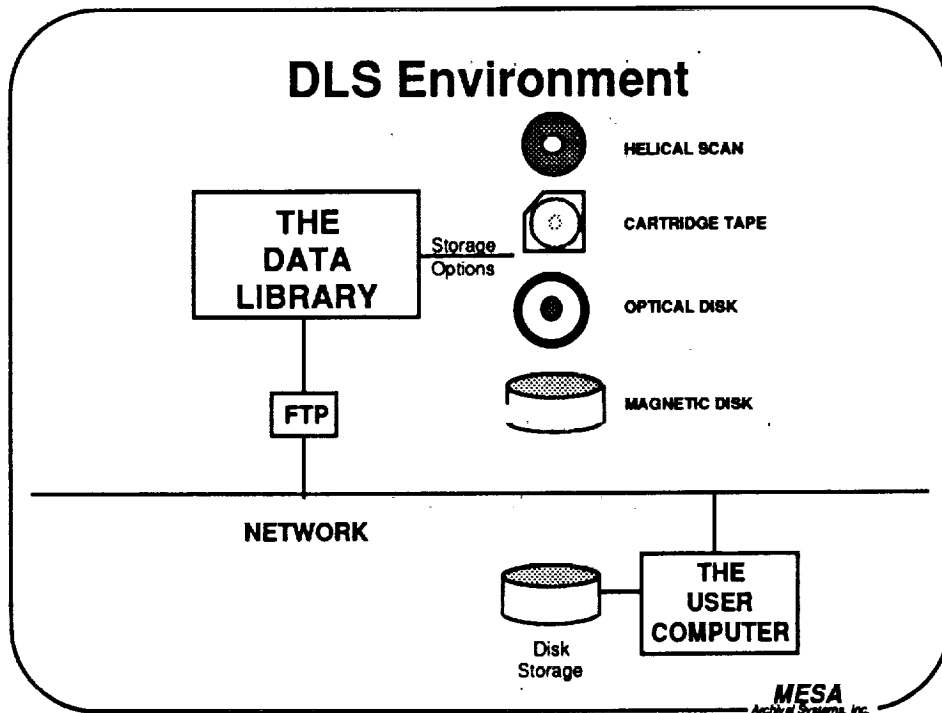 DLS Environment
HELICAL SCAN
THE
DATA
LIBRARY
Storage
Options
CARTRIDGE TAPE
OPTICAL DISK
MAGNETIC DISK
FTP
NETWORK
THE
USER
COMPUTER
Disk
Storage
MESA
Archival Systems, Inc.